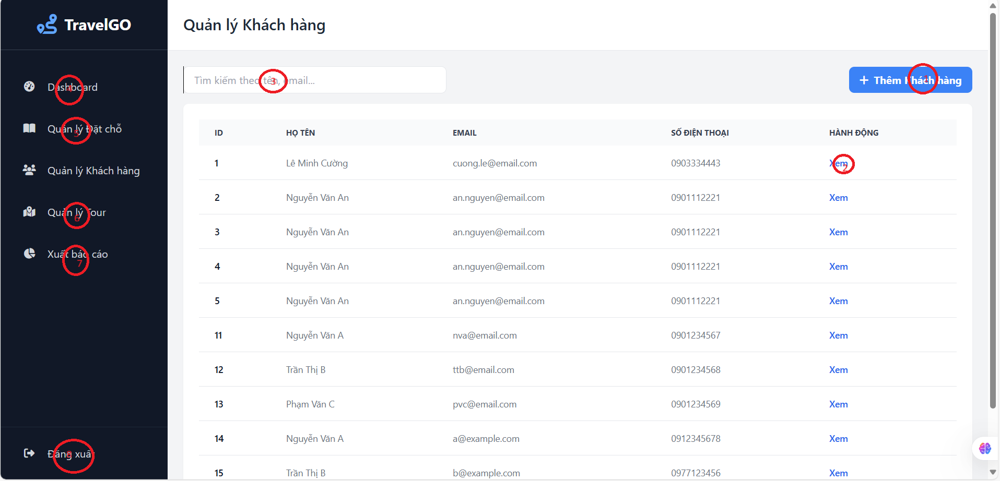 TravelGO
Quản lý Khách hàng
Dashboard
4
Quản lý Đặt chỗ
5
Quản lý Khách hàng
Quản lý Tour
6
Xuất báo cáo
7
Đăng xuất
8
Tìm kiếm theo tên, email...
3
+ Thêm Khách hàng
1
ID HỌ TÊN EMAIL SỐ ĐIỆN THOẠI HÀNH ĐỘNG
1 Lê Minh Cường cuong.le@email.com 0903334443 Xem
2
2 Nguyễn Văn An an.nguyen@email.com 0901112221 Xem
3 Nguyễn Văn An an.nguyen@email.com 0901112221 Xem
4 Nguyễn Văn An an.nguyen@email.com 0901112221 Xem
5 Nguyễn Văn An an.nguyen@email.com 0901112221 Xem
11 Nguyễn Văn A nva@email.com 0901234567 Xem
12 Trần Thị B ttb@email.com 0901234568 Xem
13 Phạm Văn C pvc@email.com 0901234569 Xem
14 Nguyễn Văn A a@example.com 0912345678 Xem
15 Trần Thị B b@example.com 0977123456 Xem